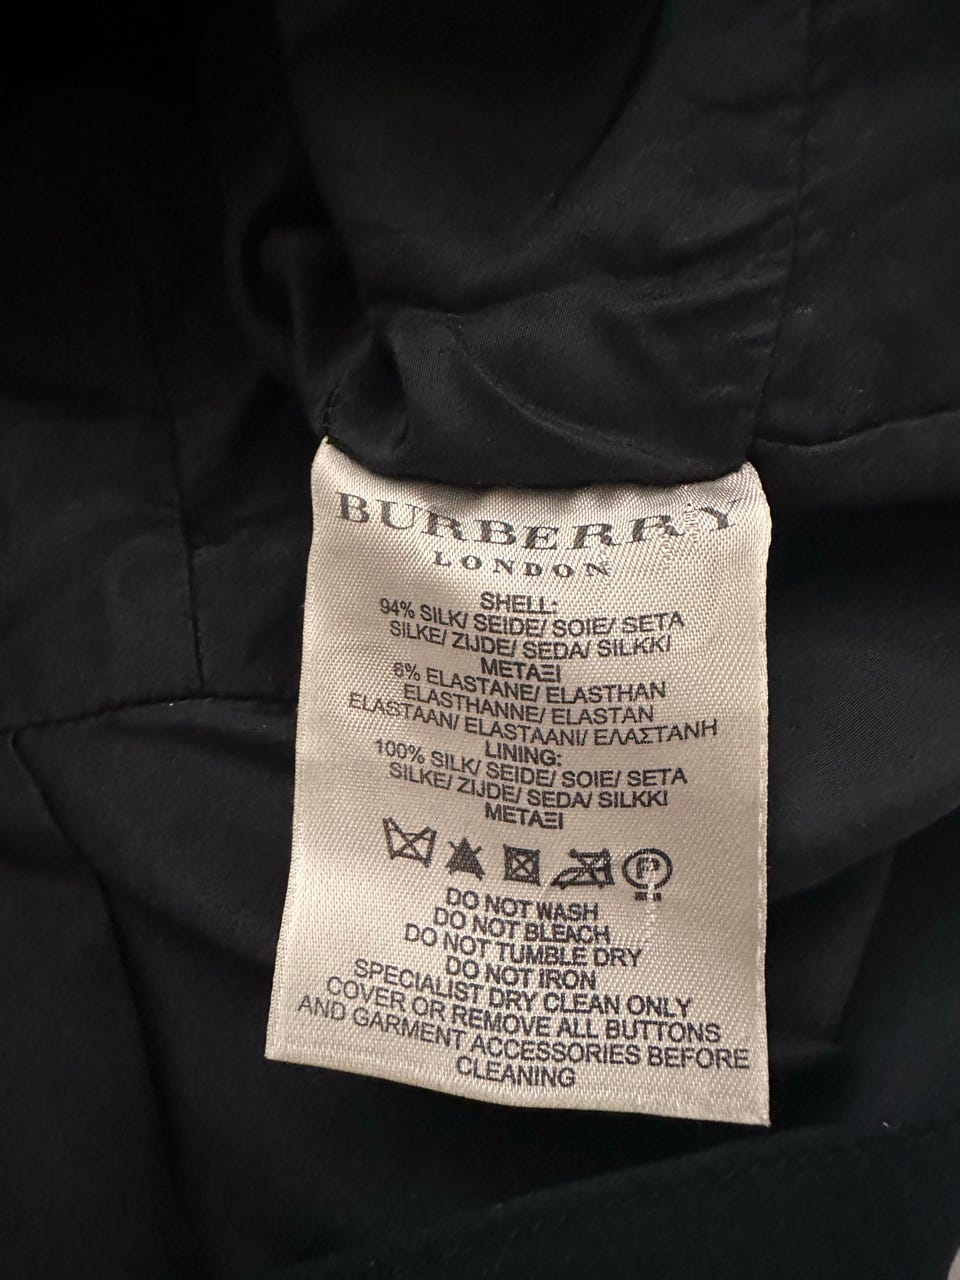 BURBERRY
LONDON
SHELL:
94% SILK/ SEIDE/ SOIE/ SETA
SILKE/ ZIJDE/ SEDA/ SILKKI
ΜΕΤΑΞΙ
6% ELASTANE/ ELASTHAN
ELASTHANNE/ ELASTAN
ELASTAAN/ ELASTAANI/ ΕΛΑΣΤΑΝΗ
LINING:
100% SILK/ SEIDE/ SOIE/ SETA
SILKE/ ZIJDE/ SEDA/ SILKKI
ΜΕΤΑΞΙ
P
DO NOT WASH
DO NOT BLEACH
DO NOT TUMBLE DRY
DO NOT IRON
SPECIALIST DRY CLEAN ONLY
COVER OR REMOVE ALL BUTTONS
AND GARMENT ACCESSORIES BEFORE
CLEANING